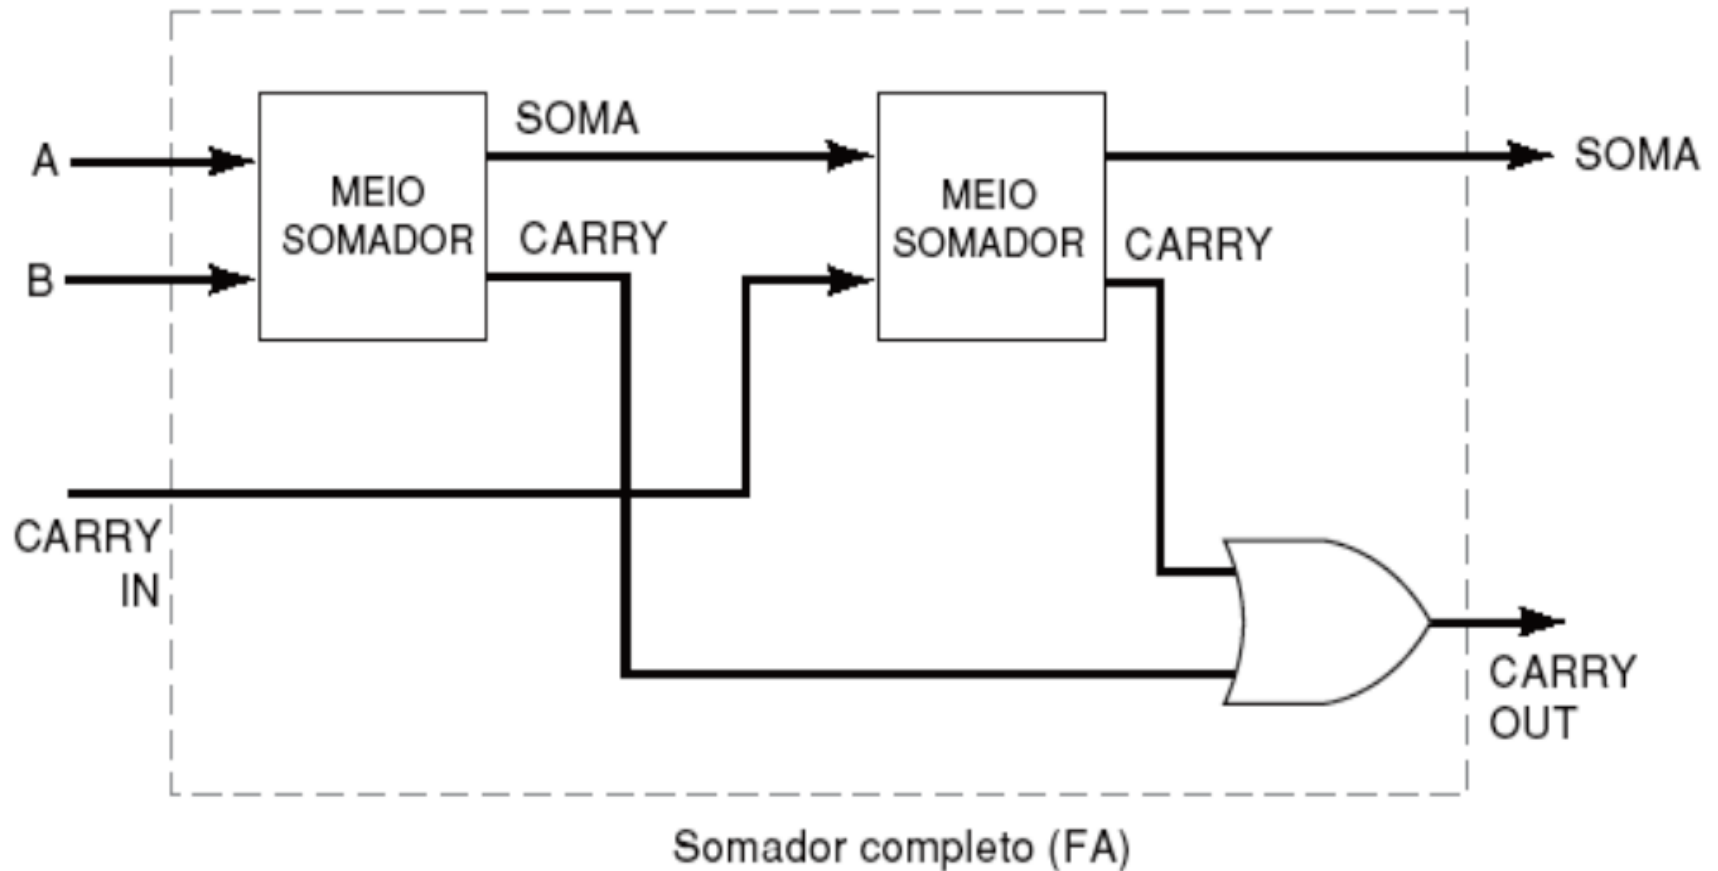 A
B
CARRY
IN
MEIO
SOMADOR
SOMA
CARRY
MEIO
SOMADOR
CARRY
SOMA
CARRY
OUT
Somador completo (FA)